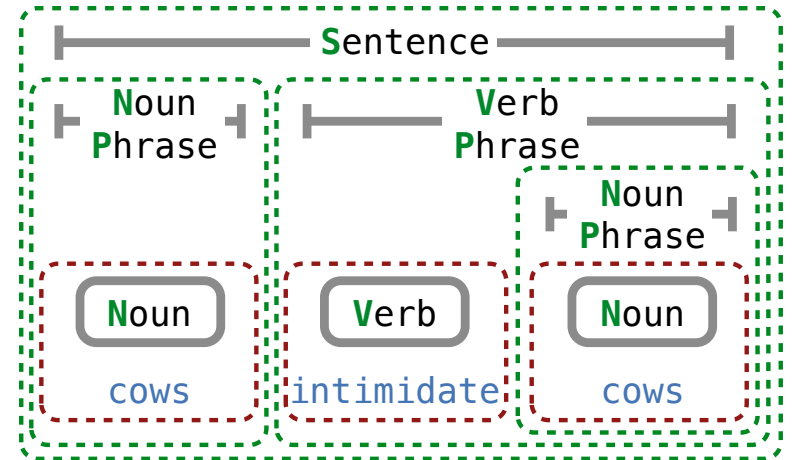 Sentence
Noun Phrase
Verb Phrase
Noun Phrase
Noun
Verb
Noun
cows
intimidate
cows